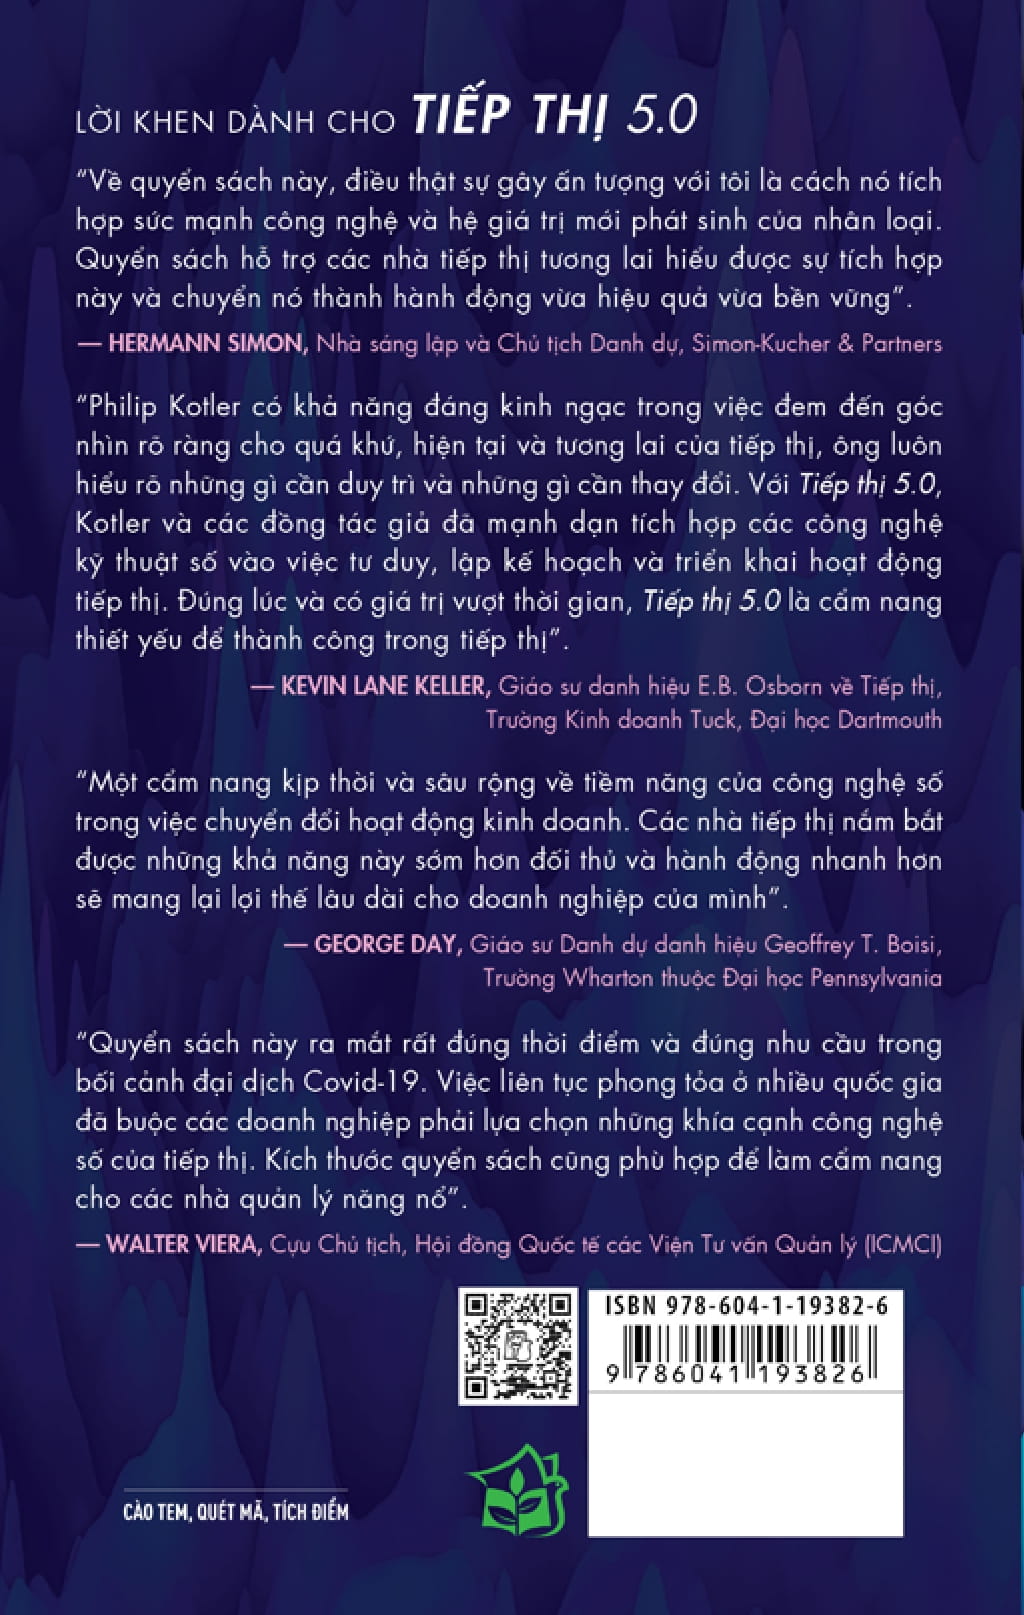 LỜI KHEN DÀNH CHO TIẾP THỊ 5.0
“Về quyển sách này, điều thật sự gây ấn tượng với tôi là cách nó tích
hợp sức mạnh công nghệ và hệ giá trị mới phát sinh của nhân loại.
Quyển sách hỗ trợ các nhà tiếp thị tương lai hiểu được sự tích hợp
này và chuyển nó thành hành động vừa hiệu quả vừa bền vững”.
— HERMANN SIMON, Nhà sáng lập và Chủ tịch Danh dự, Simon-Kucher & Partners
“Philip Kotler có khả năng đáng kinh ngạc trong việc đem đến góc
nhìn rõ ràng cho quá khứ, hiện tại và tương lai của tiếp thị, ông luôn
hiểu rõ những gì cần duy trì và những gì cần thay đổi. Với Tiếp thị 5.0,
Kotler và các đồng tác giả đã mạnh dạn tích hợp các công nghệ
kỹ thuật số vào việc tư duy, lập kế hoạch và triển khai hoạt động
tiếp thị. Đúng lúc và có giá trị vượt thời gian, Tiếp thị 5.0 là cẩm nang
thiết yếu để thành công trong tiếp thị”.
— KEVIN LANE KELLER, Giáo sư danh hiệu E.B. Osborn về Tiếp thị,
Trường Kinh doanh Tuck, Đại học Dartmouth
“Một cẩm nang kịp thời và sâu rộng về tiềm năng của công nghệ số
trong việc chuyển đổi hoạt động kinh doanh. Các nhà tiếp thị nắm bắt
được những khả năng này sớm hơn đối thủ và hành động nhanh hơn
sẽ mang lại lợi thế lâu dài cho doanh nghiệp của mình”.
— GEORGE DAY, Giáo sư Danh dự danh hiệu Geoffrey T. Boisi,
Trường Wharton thuộc Đại học Pennsylvania
“Quyển sách này ra mắt rất đúng thời điểm và đúng nhu cầu trong
bối cảnh đại dịch Covid-19. Việc liên tục phong tỏa ở nhiều quốc gia
đã buộc các doanh nghiệp phải lựa chọn những khía cạnh công nghệ
số của tiếp thị. Kích thước quyển sách cũng phù hợp để làm cẩm nang
cho các nhà quản lý năng nổ”.
— WALTER VIERA, Cựu Chủ tịch, Hội đồng Quốc tế các Viện Tư vấn Quản lý (ICMCI)
ISBN 978-604-1-19382-6
9 786041 193826
CÀO TEM, QUÉT MÃ, TÍCH ĐIỂM